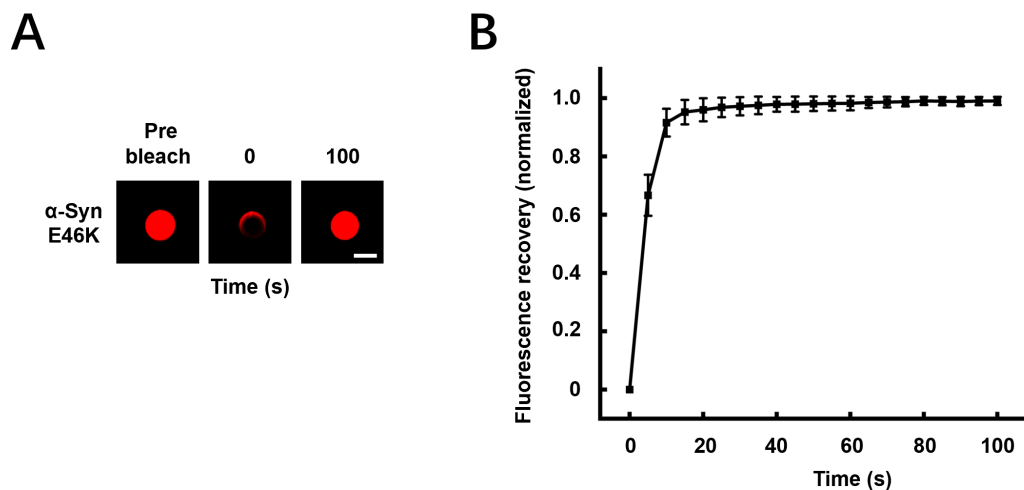 A
B
Pre
bleach
0
100
α-Syn
E46K
Time (s)
Fluorescence recovery (normalized)
1.0
0.8
0.6
0.4
0.2
0
0
20
40
60
80
100
Time (s)